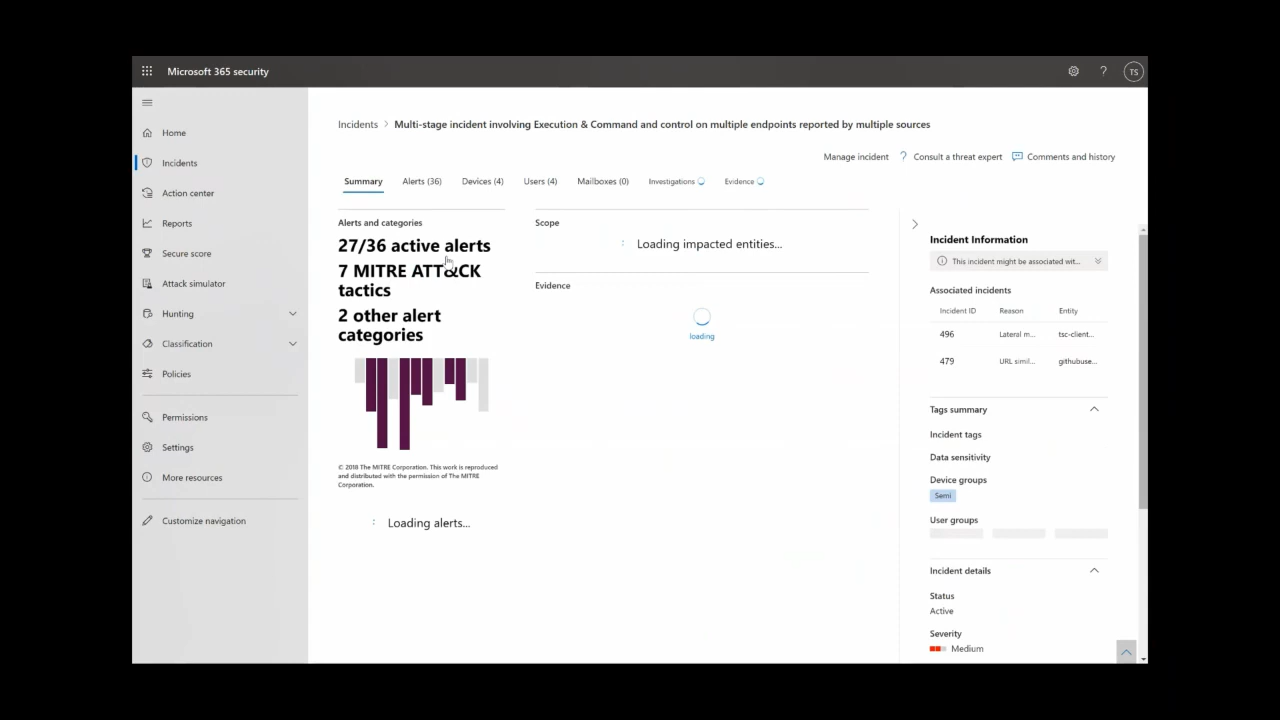 Microsoft 365 security
?
TS
Home
Incidents
Action center
Reports
Secure score
Attack simulator
Hunting
Classification
Policies
Permissions
Settings
More resources
Customize navigation
Incidents > Multi-stage incident involving Execution & Command and control on multiple endpoints reported by multiple sources
Manage incident ? Consult a threat expert Comments and history
Summary Alerts (36) Devices (4) Users (4) Mailboxes (0) Investigations Evidence
Alerts and categories
27/36 active alerts
7 MITRE ATT&CK
tactics
2 other alert
categories
© 2018 The MITRE Corporation. This work is reproduced
and distributed with the permission of The MITRE
Corporation.
Loading alerts...
Scope
Loading impacted entities...
Evidence
loading
Incident Information
This incident might be associated wit...
Associated incidents
Incident ID Reason Entity
496 Lateral m... tsc-client...
479 URL simil... githubuse...
Tags summary
Incident tags
Data sensitivity
Device groups
Semi
User groups
Incident details
Status
Active
Severity
Medium